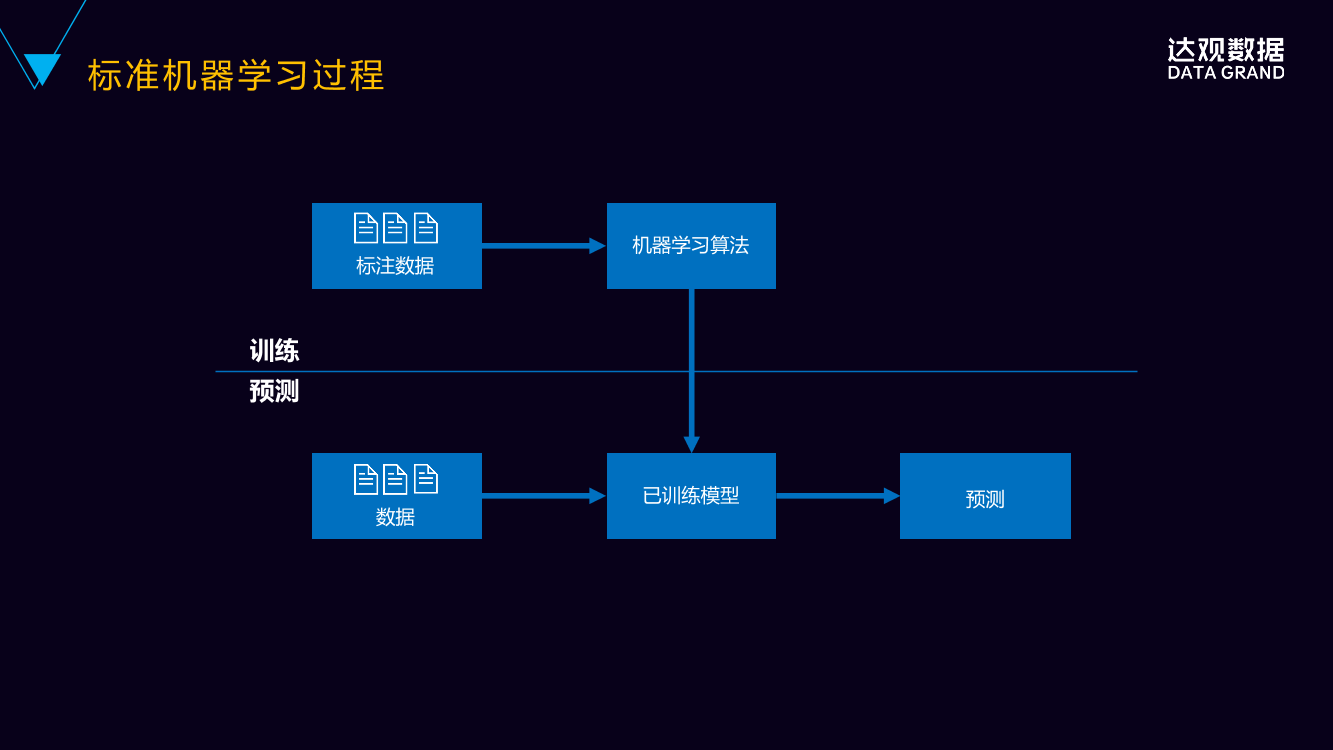 标准机器学习过程
达观数据
DATA GRAND
标注数据
机器学习算法
训练
预测
数据
已训练模型
预测